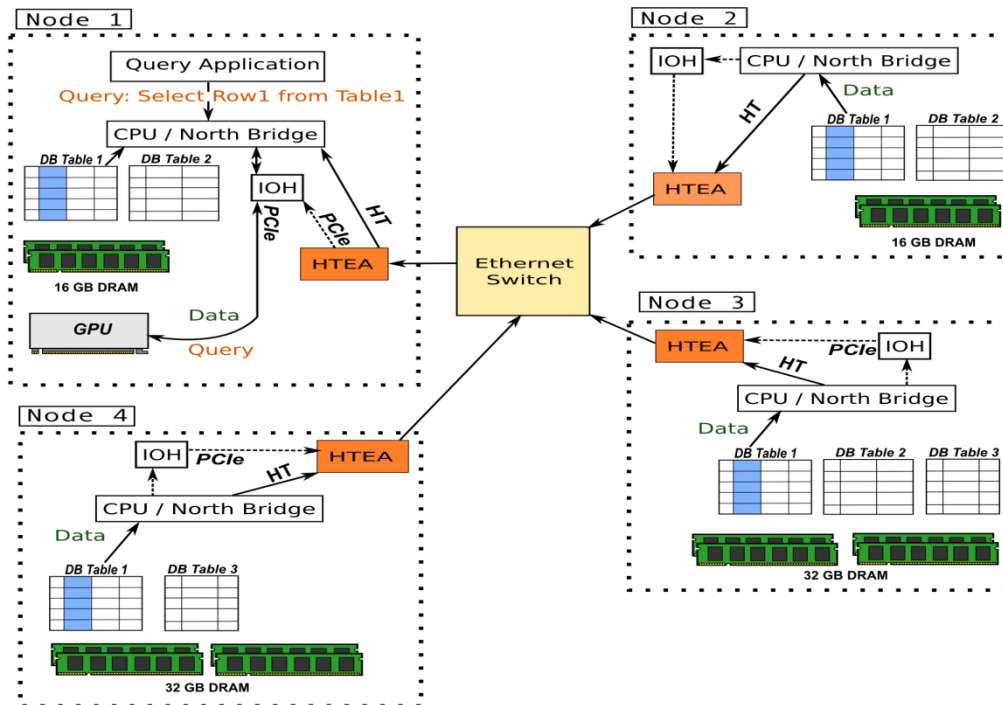 Node 1
Query Application
Query: Select Row1 from Table1
CPU / North Bridge
DB Table 1
DB Table 2
IOH
PCIe
PCIe
HT
HTEA
16 GB DRAM
GPU
Data
Query
Node 2
IOH
CPU / North Bridge
Data
HT
DB Table 1
DB Table 2
HTEA
16 GB DRAM
Ethernet
Switch
Node 3
HTEA
PCIe
IOH
HT
CPU / North Bridge
Data
DB Table 1
DB Table 2
DB Table 3
32 GB DRAM
Node 4
IOH
PCIe
HTEA
HT
CPU / North Bridge
Data
DB Table 1
DB Table 3
32 GB DRAM